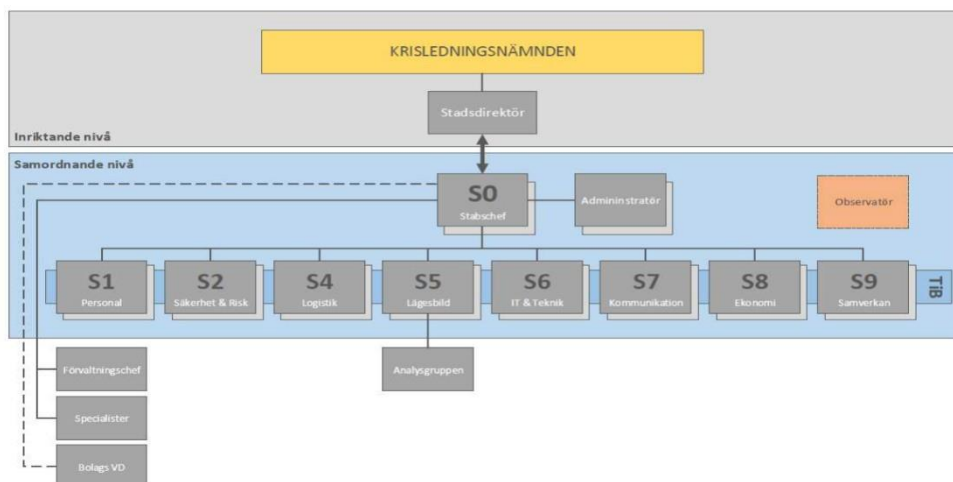 KRISLEDNINGSNÄMNDEN
Stadsdirektör
Inriktande nivå
Samordnande nivå
S0
Stabschef
Admininstratör
Observatör
S1
Personal
S2
Säkerhet & Risk
S4
Logistik
S5
Lägesbild
S6
IT & Teknik
S7
Kommunikation
S8
Ekonomi
S9
Samverkan
TiB
Förvaltningschef
Analysgruppen
Specialister
Bolags VD